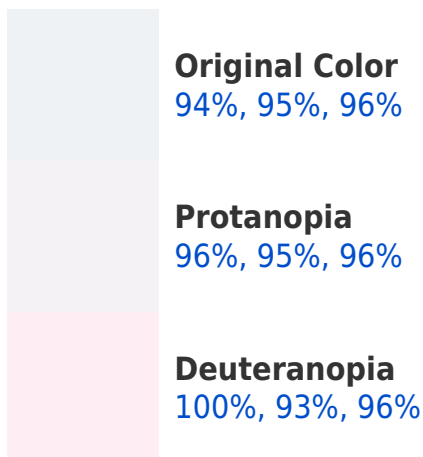 Original Color
94%, 95%, 96%
Protanopia
96%, 95%, 96%
Deuteranopia
100%, 93%, 96%